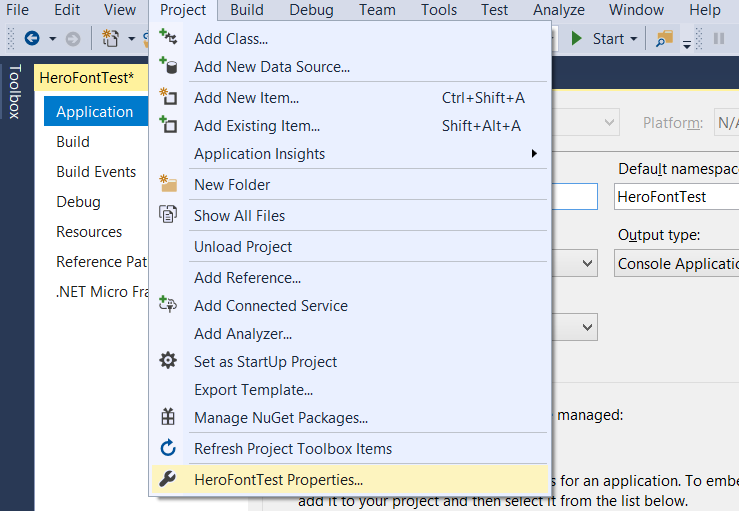 File Edit View Project Build Debug Team Tools Test Analyze Window Help
Start
Toolbox
HeroFontTest*
Application
Build
Build Events
Debug
Resources
Reference Pat
.NET Micro Fra
Add Class...
Add New Data Source...
Add New Item... Ctrl+Shift+A
Add Existing Item... Shift+Alt+A
Application Insights
New Folder
Show All Files
Unload Project
Add Reference...
Add Connected Service
Add Analyzer...
Set as StartUp Project
Export Template...
Manage NuGet Packages...
Refresh Project Toolbox Items
HeroFontTest Properties...
Platform: N/A
Default namespac
HeroFontTest
Output type:
Console Applicatio
managed:
s for an application. To embe
add it to your project and then select it from the list below.